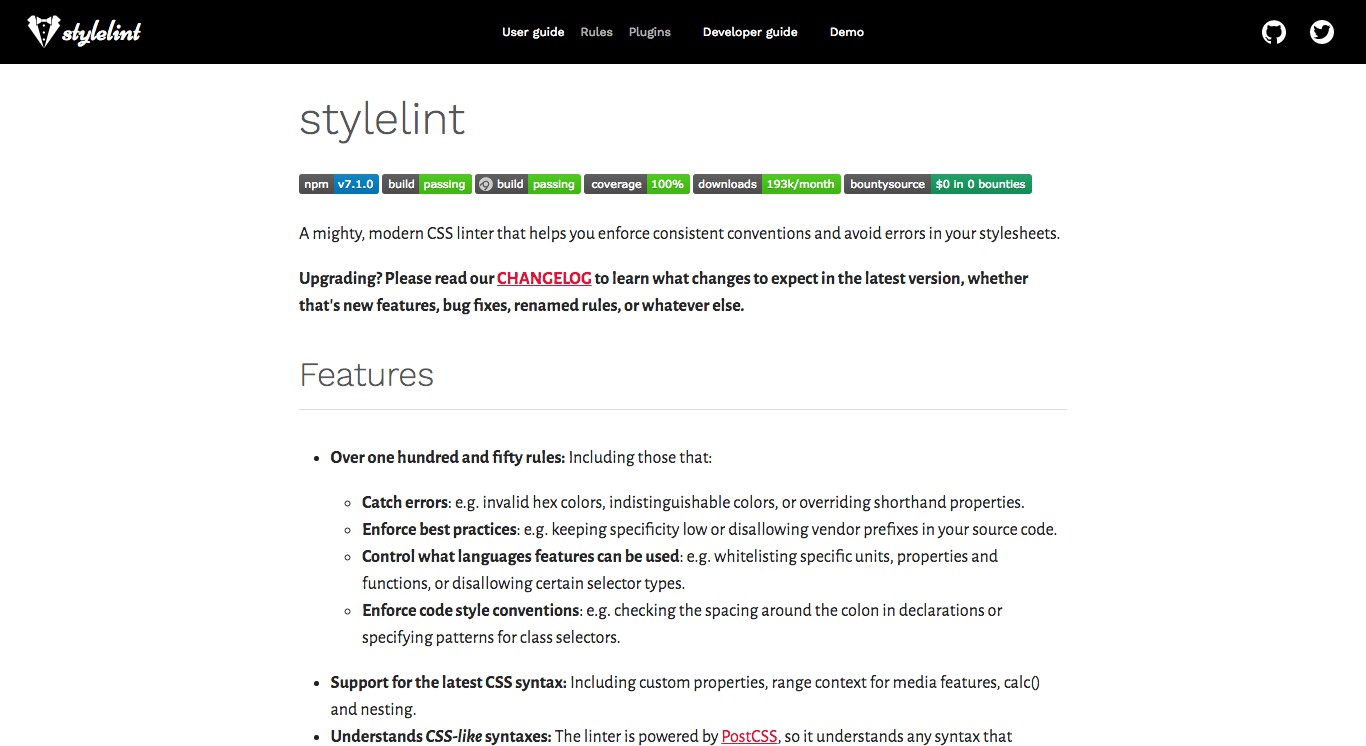 stylelint
User guide Rules Plugins Developer guide Demo
stylelint
npm v7.1.0 build passing build passing coverage 100% downloads 193k/month bountysource $0 in 0 bounties
A mighty, modern CSS linter that helps you enforce consistent conventions and avoid errors in your stylesheets.
Upgrading? Please read our CHANGELOG to learn what changes to expect in the latest version, whether
that's new features, bug fixes, renamed rules, or whatever else.
Features
Over one hundred and fifty rules: Including those that:
Catch errors: e.g. invalid hex colors, indistinguishable colors, or overriding shorthand properties.
Enforce best practices: e.g. keeping specificity low or disallowing vendor prefixes in your source code.
Control what languages features can be used: e.g. whitelisting specific units, properties and
functions, or disallowing certain selector types.
Enforce code style conventions: e.g. checking the spacing around the colon in declarations or
specifying patterns for class selectors.
Support for the latest CSS syntax: Including custom properties, range context for media features, calc()
and nesting.
Understands CSS-like syntaxes: The linter is powered by PostCSS, so it understands any syntax that